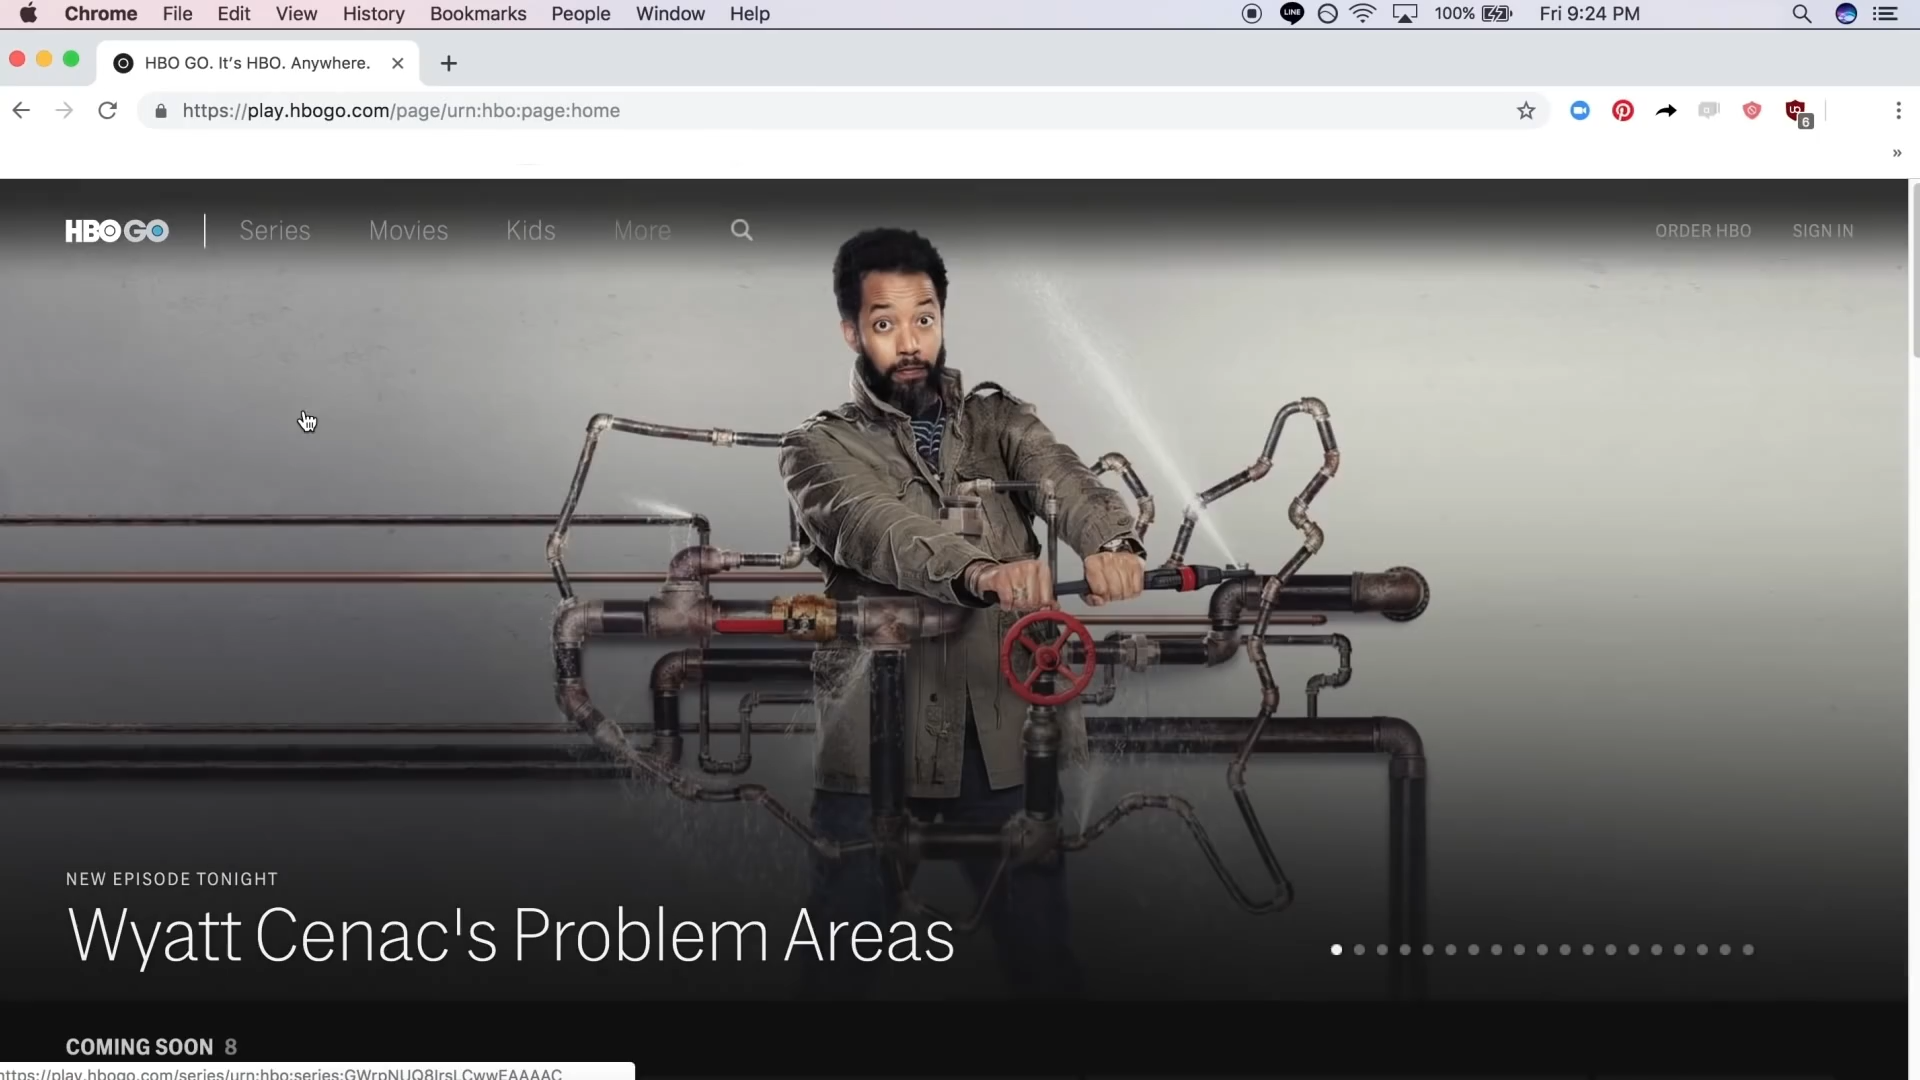 Chrome File Edit View History Bookmarks People Window Help LINE 100% Fri 9:24 PM
HBO GO. It's HBO. Anywhere.
https://play.hbogo.com/page/urn:hbo:page:home 6
HBO GO Series Movies Kids More ORDER HBO SIGN IN
NEW EPISODE TONIGHT
Wyatt Cenac's Problem Areas
COMING SOON 8